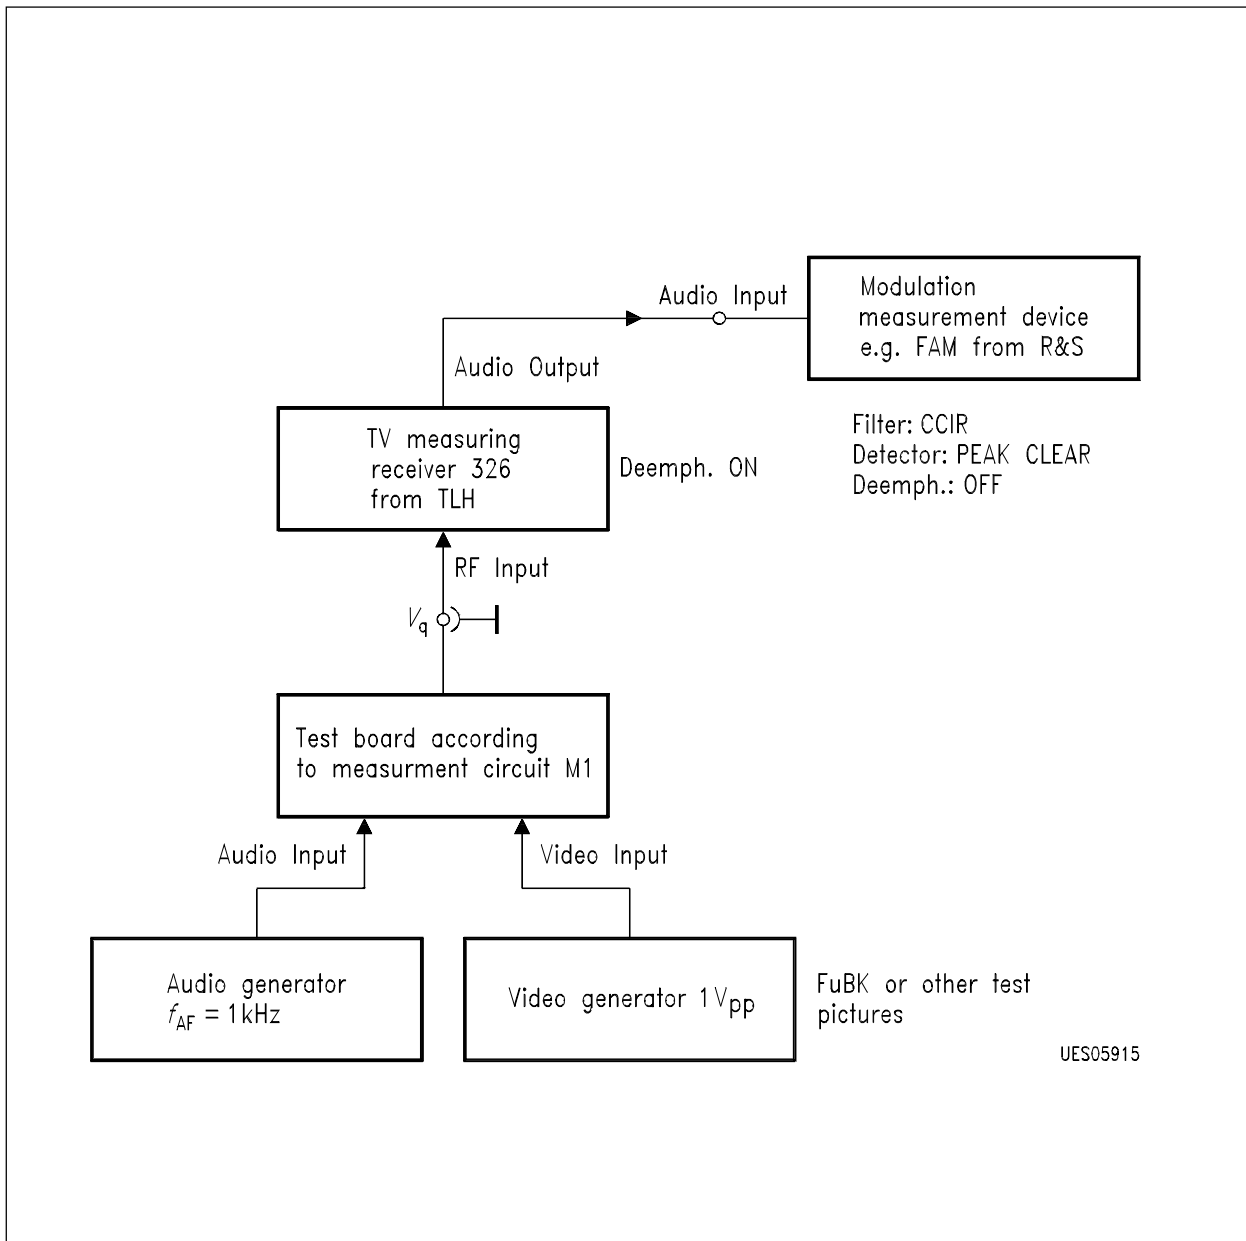 Audio Input
Modulation
measurement device
e.g. FAM from R&S
Audio Output
Filter: CCIR
Detector: PEAK CLEAR
Deemph.: OFF
TV measuring
receiver 326
from TLH
Deemph. ON
RF Input
Vq
Test board according
to measurment circuit M1
Audio Input
Video Input
Audio generator
fAF = 1kHz
Video generator 1Vpp
FuBK or other test
pictures
UES05915